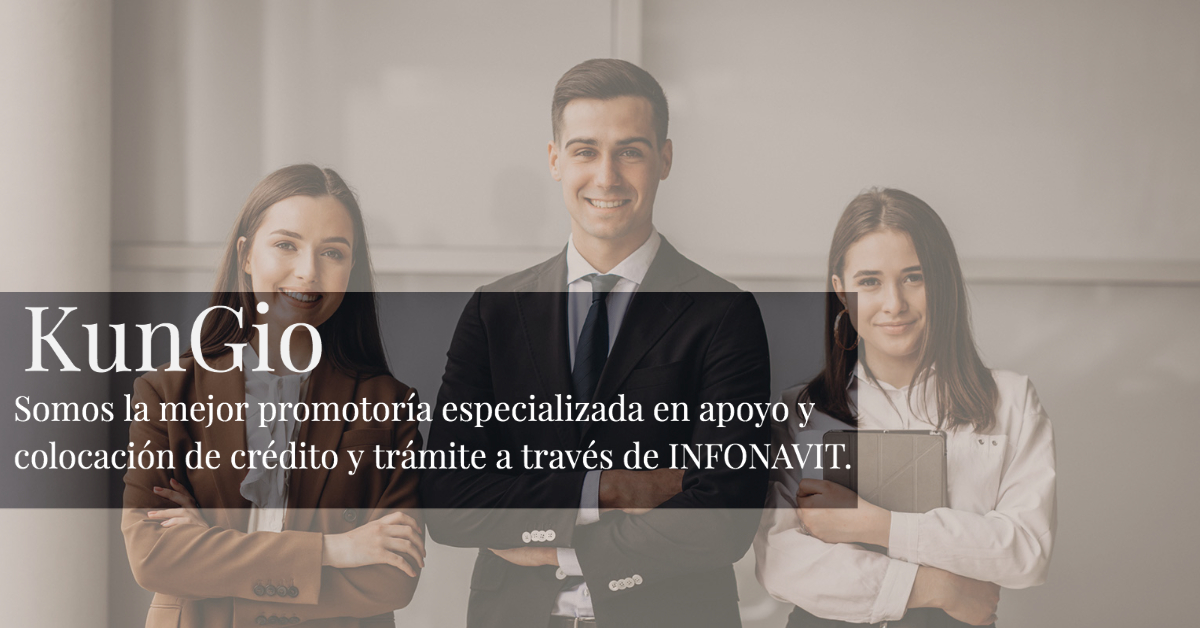 KunGio
Somos la mejor promotoría especializada en apoyo y
colocación de crédito y trámite a través de INFONAVIT.